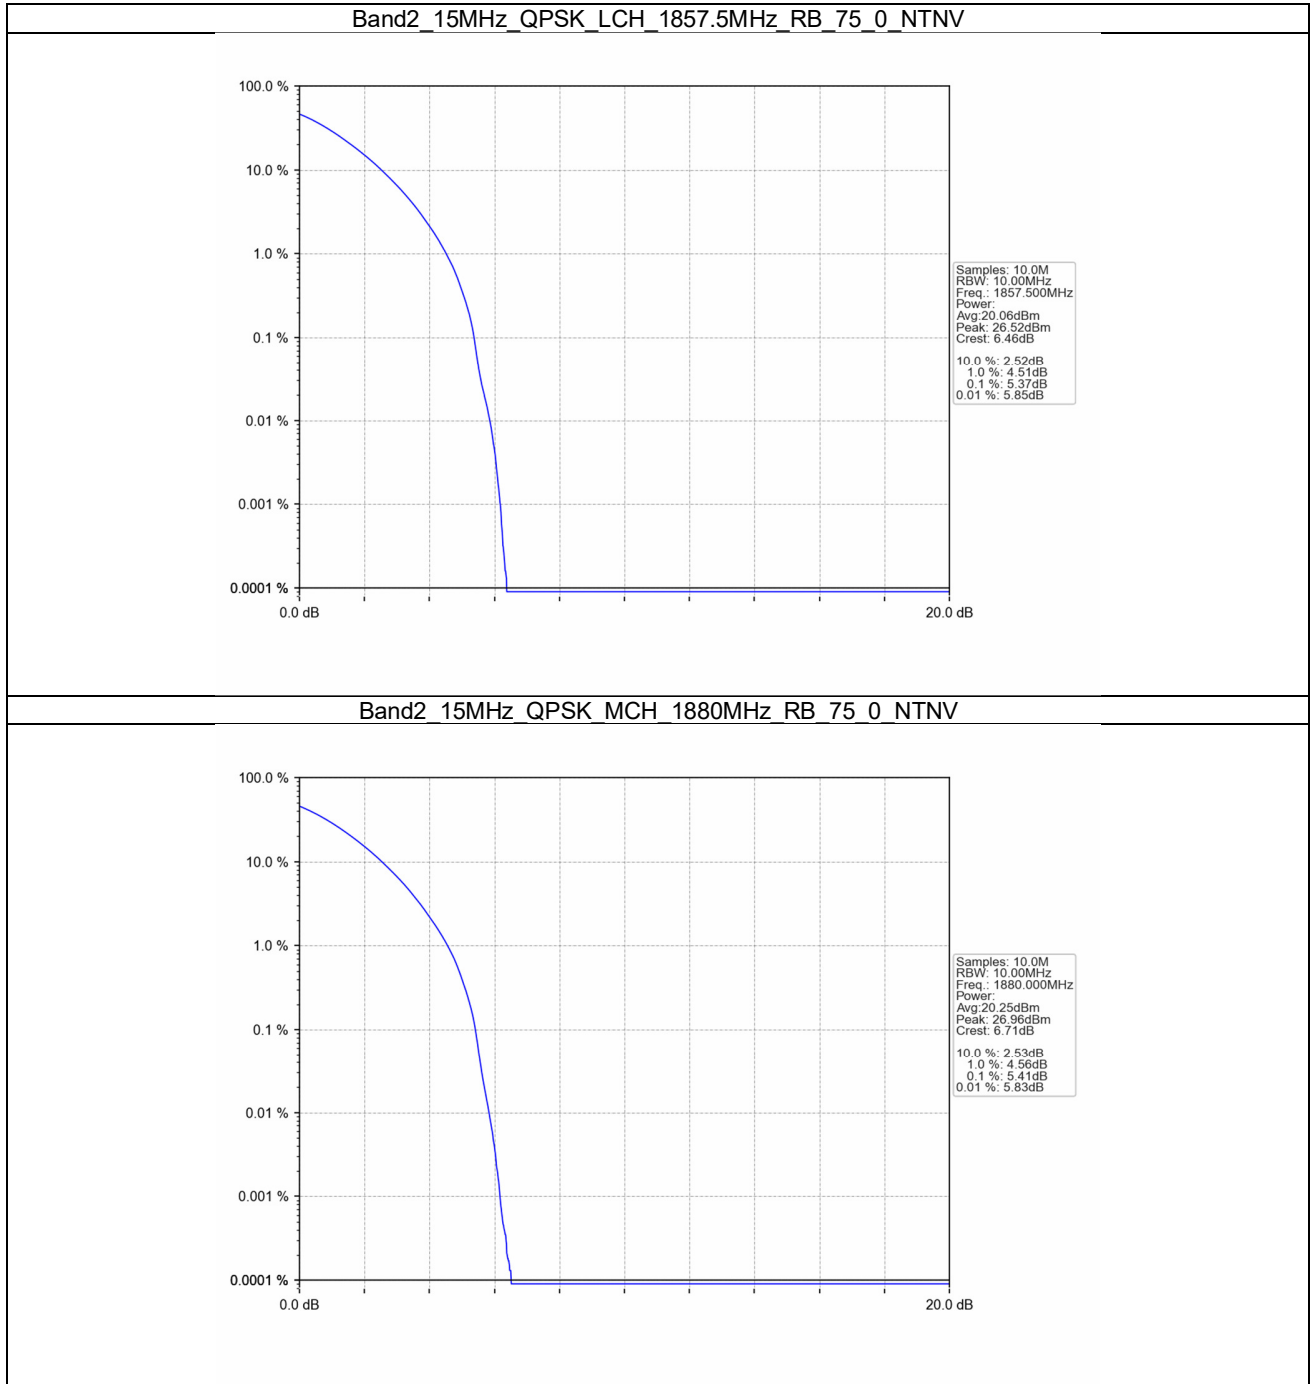 Band2_15MHz_QPSK_LCH_1857.5MHz_RB_75_0_NTNV
100.0 %
10.0 %
1.0 %
0.1 %
0.01 %
0.001 %
0.0001 %
0.0 dB
20.0 dB
Samples: 10.0M
RBW: 10.00MHz
Freq.: 1857.500MHz
Power:
Avg:20.06dBm
Peak: 26.52dBm
Crest: 6.46dB
10.0 %: 2.52dB
1.0 %: 4.51dB
0.1 %: 5.37dB
0.01 %: 5.85dB
Band2_15MHz_QPSK_MCH_1880MHz_RB_75_0_NTNV
100.0 %
10.0 %
1.0 %
0.1 %
0.01 %
0.001 %
0.0001 %
0.0 dB
20.0 dB
Samples: 10.0M
RBW: 10.00MHz
Freq.: 1880.000MHz
Power:
Avg:20.25dBm
Peak: 26.96dBm
Crest: 6.71dB
10.0 %: 2.53dB
1.0 %: 4.56dB
0.1 %: 5.41dB
0.01 %: 5.83dB